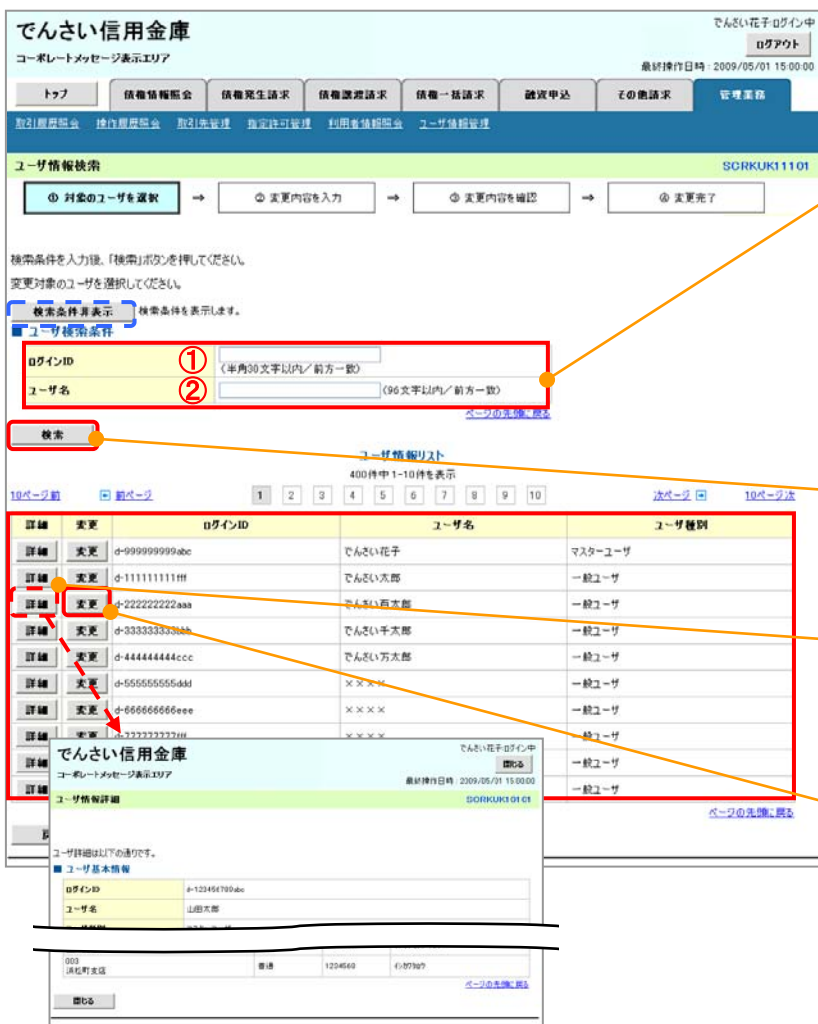 でんさい信用金庫
でんさい花子:ログイン中
ログアウト
コーポレートメッセージ表示エリア
最終操作日時:2009/05/01 15:00:00
トップ 債権情報照会 債権発生請求 債権譲渡請求 債権一括請求 融資申込 その他請求 管理業務
取引履歴照会 操作履歴照会 取引先管理 指定許可管理 利用者情報照会 ユーザ情報管理
ユーザ情報検索 SCRKUK11101
① 対象のユーザを選択 → ② 変更内容を入力 → ③ 変更内容を確認 → ④ 変更完了
検索条件を入力後、「検索」ボタンを押してください。
変更対象のユーザを選択してください。
検索条件非表示 検索条件を表示します。
■ ユーザ検索条件
ログインID ① (半角30文字以内/前方一致)
ユーザ名 ② (96文字以内/前方一致)
ページの先頭に戻る
検索
ユーザ情報リスト
400件中 1-10件を表示
10ページ前 前ページ 1 2 3 4 5 6 7 8 9 10 次ページ 10ページ次
詳細 変更 ログインID ユーザ名 ユーザ種別
詳細 変更 d-999999999abc でんさい花子 マスターユーザ
詳細 変更 d-111111111fff でんさい太郎 一般ユーザ
詳細 変更 d-222222222aaa でんさい百太郎 一般ユーザ
詳細 変更 d-333333333bbb でんさい千太郎 一般ユーザ
詳細 変更 d-444444444ccc でんさい万太郎 一般ユーザ
詳細 変更 d-555555555ddd ×××× 一般ユーザ
詳細 変更 d-666666666eee ×××× 一般ユーザ
詳細 変更 d-777777777fff ×××× 一般ユーザ
詳細 一般ユーザ
詳細 一般ユーザ
ページの先頭に戻る
でんさい信用金庫
でんさい花子:ログイン中
閉じる
コーポレートメッセージ表示エリア
最終操作日時:2009/05/01 15:00:00
ユーザ情報詳細 SCRKUK10101
ユーザ詳細は以下の通りです。
■ ユーザ基本情報
ログインID d-123456789abc
ユーザ名 山田太郎
003
浜松町支店 普通 1234560
ページの先頭に戻る
閉じる